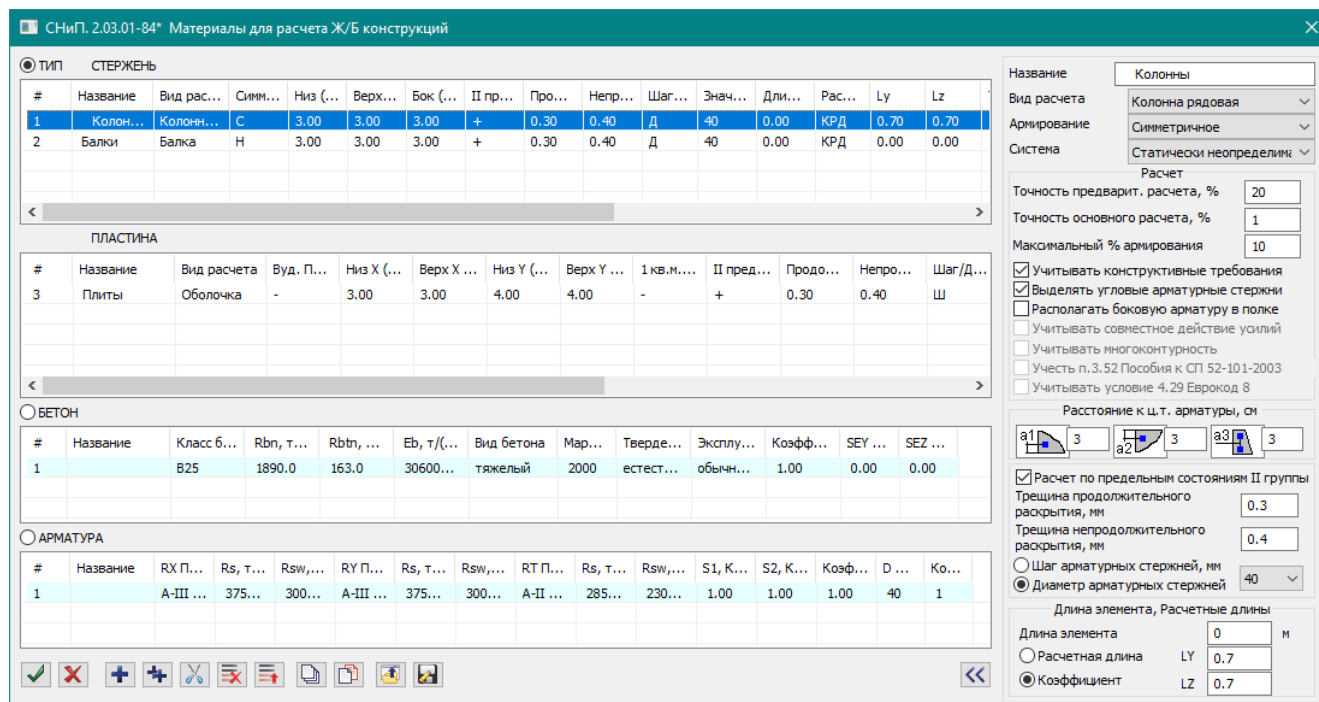 СНиП. 2.03.01-84* Материалы для расчета Ж/Б конструкций
ТИП СТЕРЖЕНЬ
# Название Вид рас... Симм... Низ (... Верх... Бок (... II пр... Про... Непр... Шаг... Знач... Дли... Рас... Ly Lz
1 Колон... Колонн... С 3.00 3.00 3.00 + 0.30 0.40 Д 40 0.00 КРД 0.70 0.70
2 Балки Балка Н 3.00 3.00 3.00 + 0.30 0.40 Д 40 0.00 КРД 0.00 0.00
ПЛАСТИНА
# Название Вид расчета Вуд. П... Низ X (... Верх X ... Низ Y (... Верх Y ... 1 кв.м.... II пред... Продо... Непро... Шаг/Д...
3 Плиты Оболочка - 3.00 3.00 4.00 4.00 - + 0.30 0.40 Ш
БЕТОН
# Название Класс б... Rbn, т... Rbtn, ... Eb, т/(... Вид бетона Мар... Тверде... Эксплу... Коэфф... SEY ... SEZ ...
1 B25 1890.0 163.0 30600... тяжелый 2000 естест... обычн... 1.00 0.00 0.00
АРМАТУРА
# Название RX П... Rs, т... Rsw,... RY П... Rs, т... Rsw,... RT П... Rs, т... Rsw,... S1, К... S2, К... Коэф... D ... Ко...
1 A-III ... 375... 300... A-III ... 375... 300... A-II ... 285... 230... 1.00 1.00 1.00 40 1
Название Колонны
Вид расчета Колонна рядовая
Армирование Симметричное
Система Статически неопределима
Расчет
Точность предварит. расчета, % 20
Точность основного расчета, % 1
Максимальный % армирования 10
Учитывать конструктивные требования
Выделять угловые арматурные стержни
Располагать боковую арматуру в полке
Учитывать совместное действие усилий
Учитывать многоконтурность
Учесть п.3.52 Пособия к СП 52-101-2003
Учитывать условие 4.29 Еврокод 8
Расстояние к ц.т. арматуры, см
a1 3 a2 3 a3 3
Расчет по предельным состояниям II группы
Трещина продолжительного
раскрытия, мм 0.3
Трещина непродолжительного
раскрытия, мм 0.4
Шаг арматурных стержней, мм
Диаметр арматурных стержней 40
Длина элемента, Расчетные длины
Длина элемента 0 м
Расчетная длина LY 0.7
Коэффициент LZ 0.7